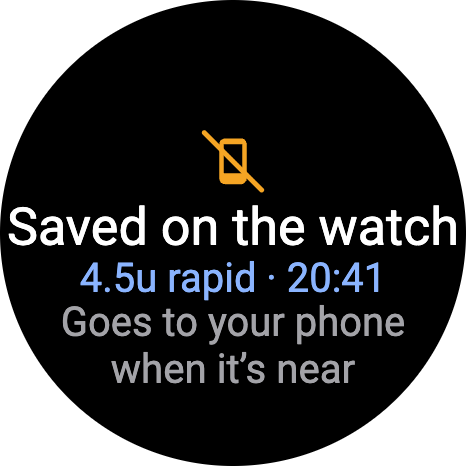 Saved on the watch
4.5u rapid · 20:41
Goes to your phone
when it’s near